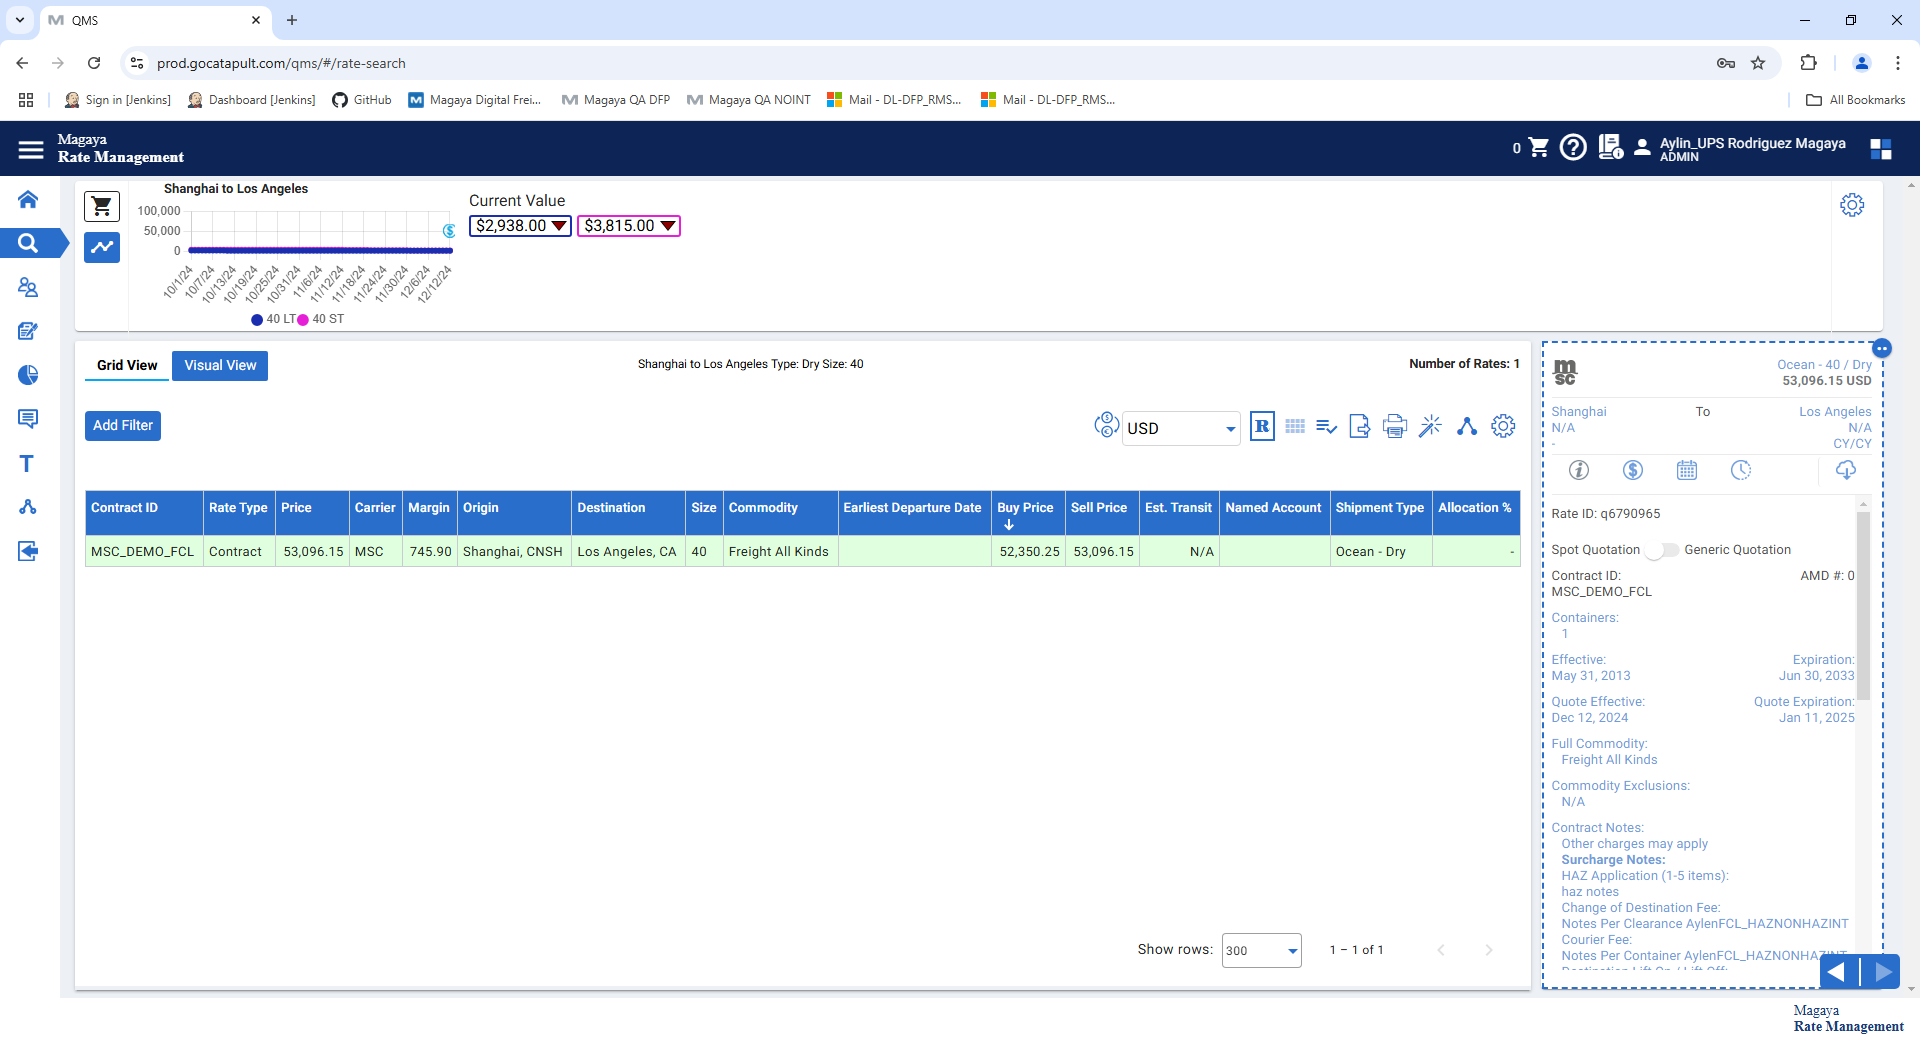 QMS
prod.gocatapult.com/qms/#/rate-search
Sign in [Jenkins]
Dashboard [Jenkins]
GitHub
Magaya Digital Frei...
Magaya QA DFP
Magaya QA NOINT
Mail - DL-DFP_RMS...
Mail - DL-DFP_RMS...
All Bookmarks
Magaya
Rate Management
0
Aylin_UPS Rodriguez Magaya
ADMIN
Shanghai to Los Angeles
100,000
50,000
0
10/1/24
10/7/24
10/13/24
10/19/24
10/25/24
10/31/24
11/6/24
11/12/24
11/18/24
11/24/24
11/30/24
12/6/24
12/12/24
40 LT
40 ST
Current Value
$2,938.00
$3,815.00
Grid View
Visual View
Shanghai to Los Angeles Type: Dry Size: 40
Number of Rates: 1
Add Filter
USD
R
Contract ID Rate Type Price Carrier Margin Origin Destination Size Commodity Earliest Departure Date Buy Price Sell Price Est. Transit Named Account Shipment Type Allocation %
MSC_DEMO_FCL Contract 53,096.15 MSC 745.90 Shanghai, CNSH Los Angeles, CA 40 Freight All Kinds 52,350.25 53,096.15 N/A Ocean - Dry -
Show rows: 300 1 – 1 of 1
msc
Ocean - 40 / Dry
53,096.15 USD
Shanghai To Los Angeles
N/A N/A
- CY/CY
Rate ID: q6790965
Spot Quotation Generic Quotation
Contract ID: AMD #: 0
MSC_DEMO_FCL
Containers:
1
Effective: Expiration:
May 31, 2013 Jun 30, 2033
Quote Effective: Quote Expiration:
Dec 12, 2024 Jan 11, 2025
Full Commodity:
Freight All Kinds
Commodity Exclusions:
N/A
Contract Notes:
Other charges may apply
Surcharge Notes:
HAZ Application (1-5 items):
haz notes
Change of Destination Fee:
Notes Per Clearance AylenFCL_HAZNONHAZINT
Courier Fee:
Notes Per Container AylenFCL_HAZNONHAZINT
Magaya
Rate Management